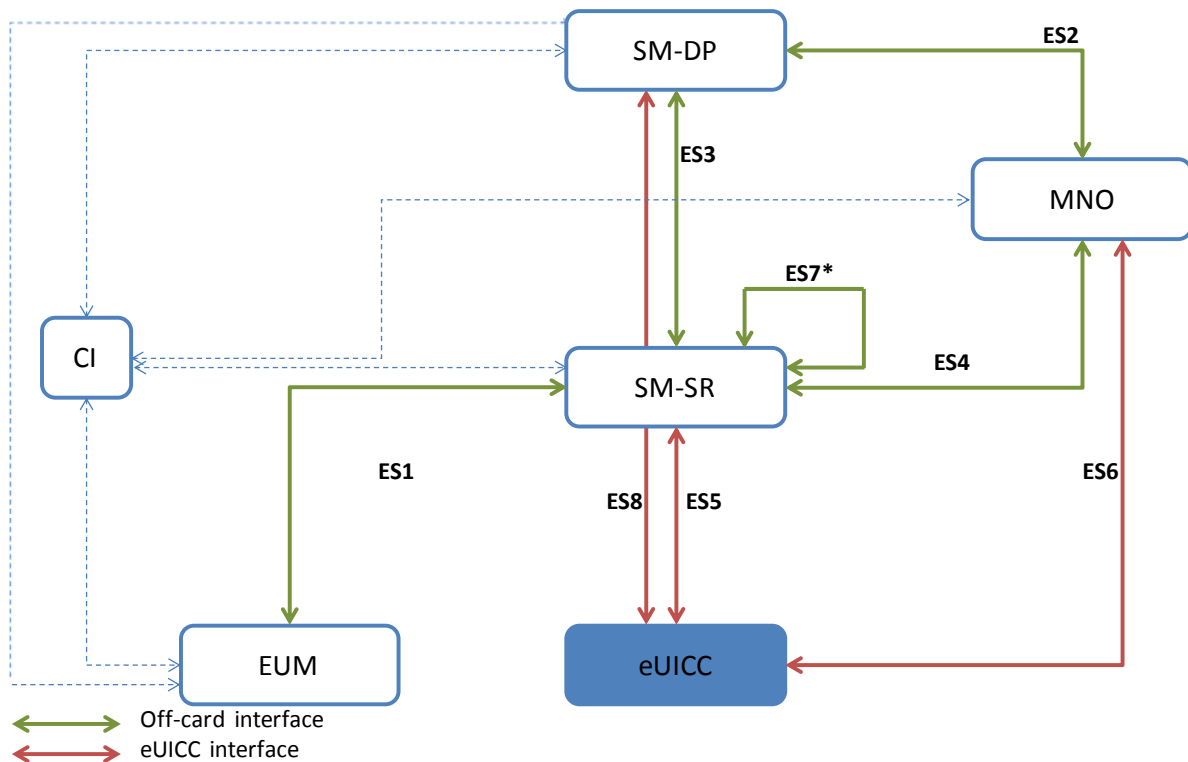 SM-DP
ES2
ES3
MNO
ES7*
CI
SM-SR
ES4
ES1
ES8
ES5
ES6
EUM
eUICC
Off-card interface
eUICC interface